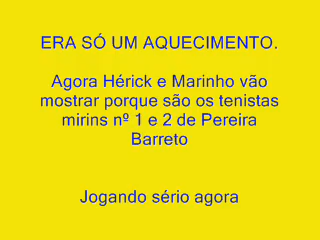 ERA SÓ UM AQUECIMENTO.
Agora Hérick e Marinho vão
mostrar porque são os tenistas
mirins nº 1 e 2 de Pereira
Barreto
Jogando sério agora